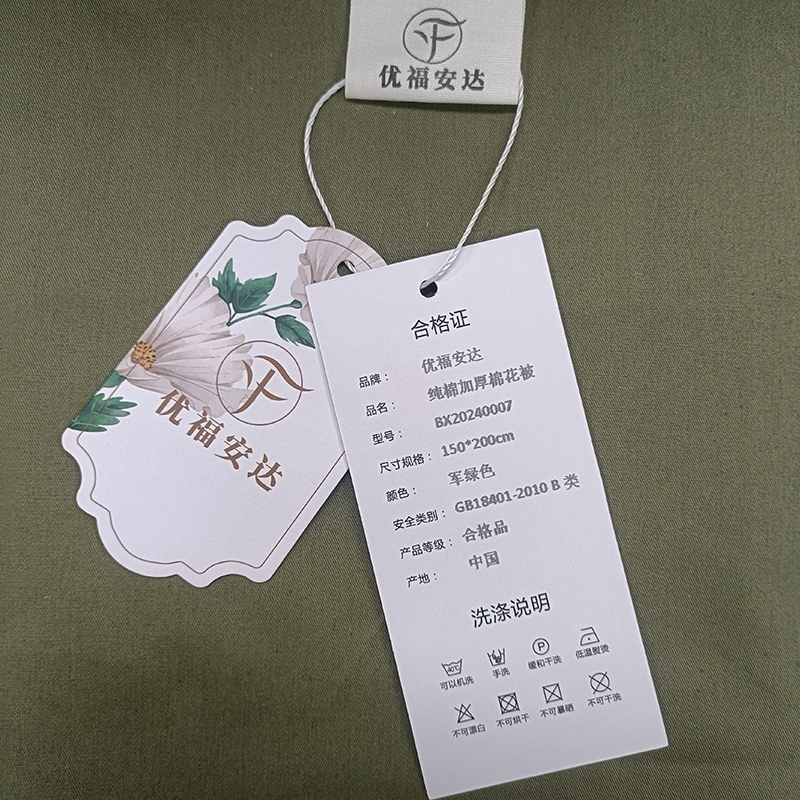 优福安达
优福安达
合格证
品牌： 优福安达
品名： 纯棉加厚棉花被
型号： BX20240007
尺寸规格： 150*200cm
颜色： 军绿色
安全类别： GB18401-2010 B 类
产品等级： 合格品
产地： 中国
洗涤说明
40℃ P
可以机洗 手洗 缓和干洗 低温熨烫
不可漂白 不可烘干 不可暴晒 不可干洗